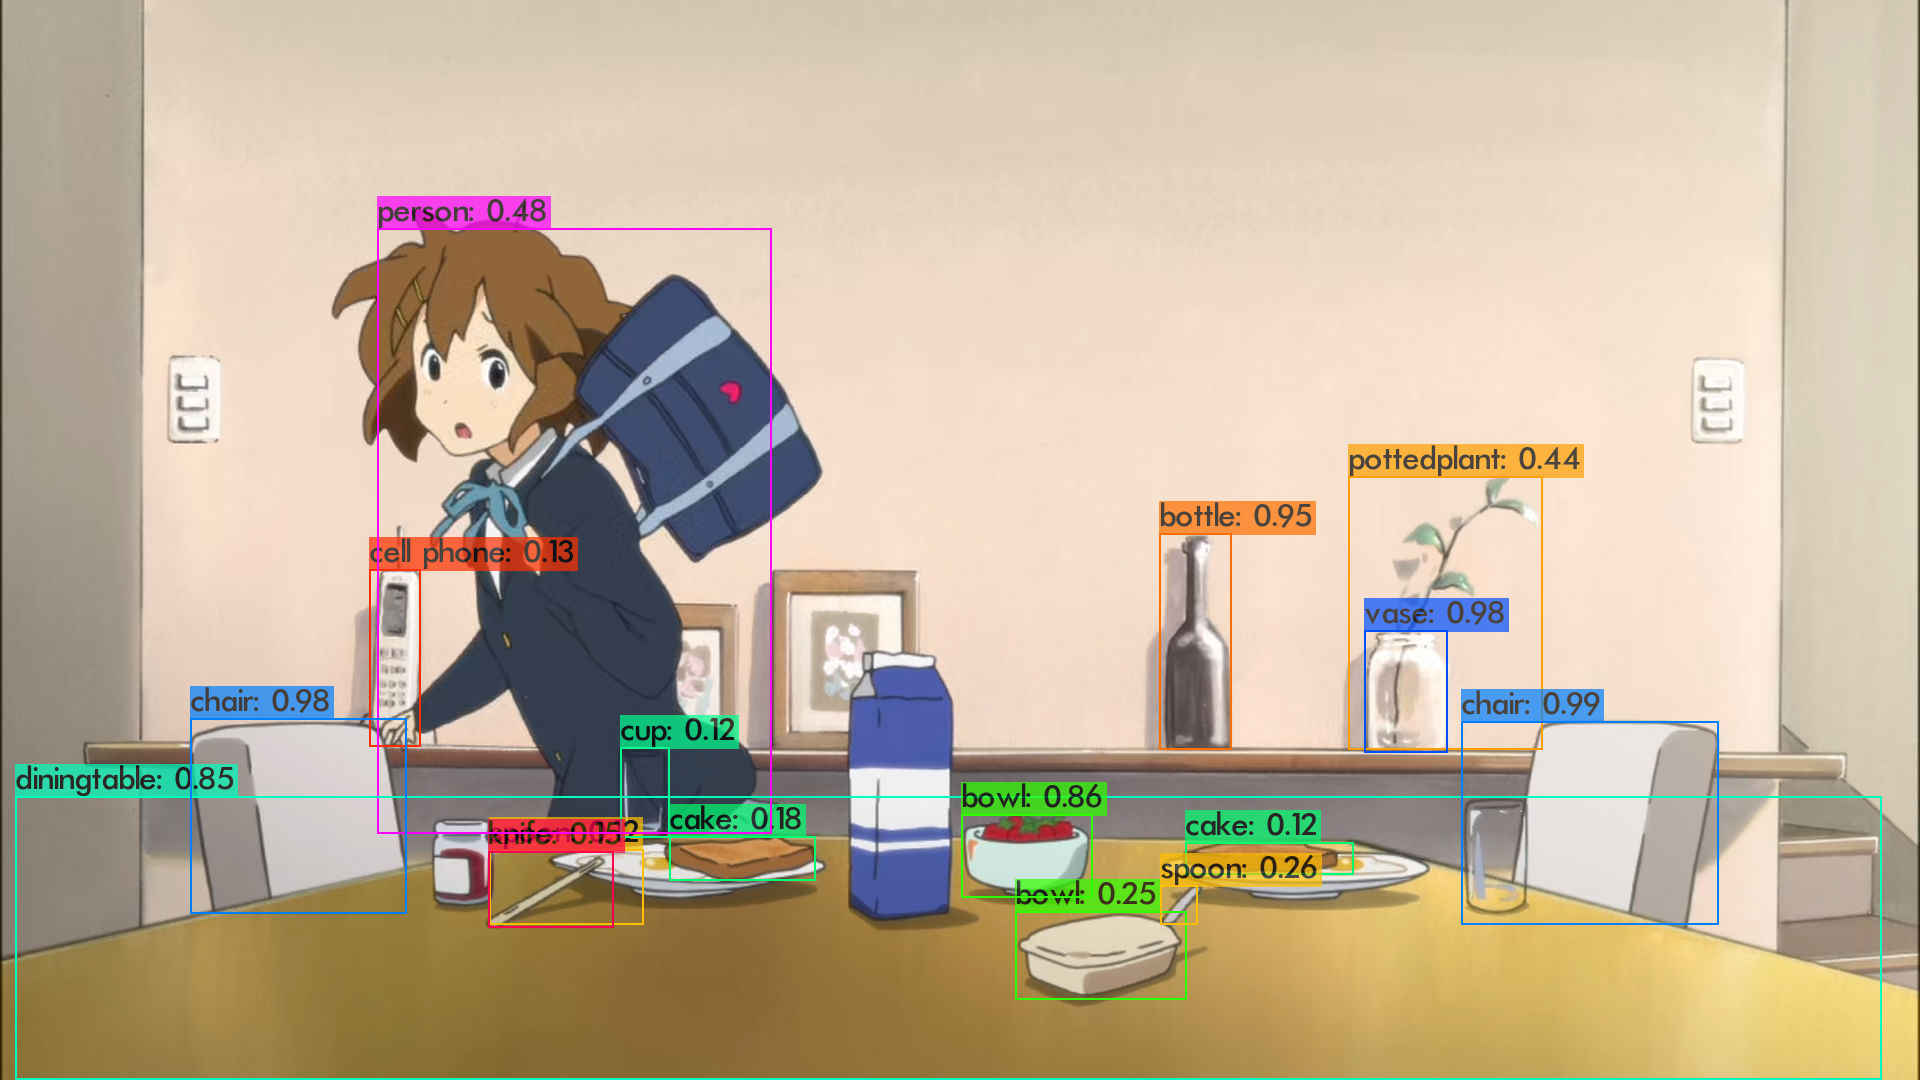 person: 0.48
pottedplant: 0.44
bottle: 0.95
cell phone: 0.13
vase: 0.98
chair: 0.98
chair: 0.99
cup: 0.12
diningtable: 0.85
bowl: 0.86
cake: 0.18
cake: 0.12
spoon: 0.26
bowl: 0.25